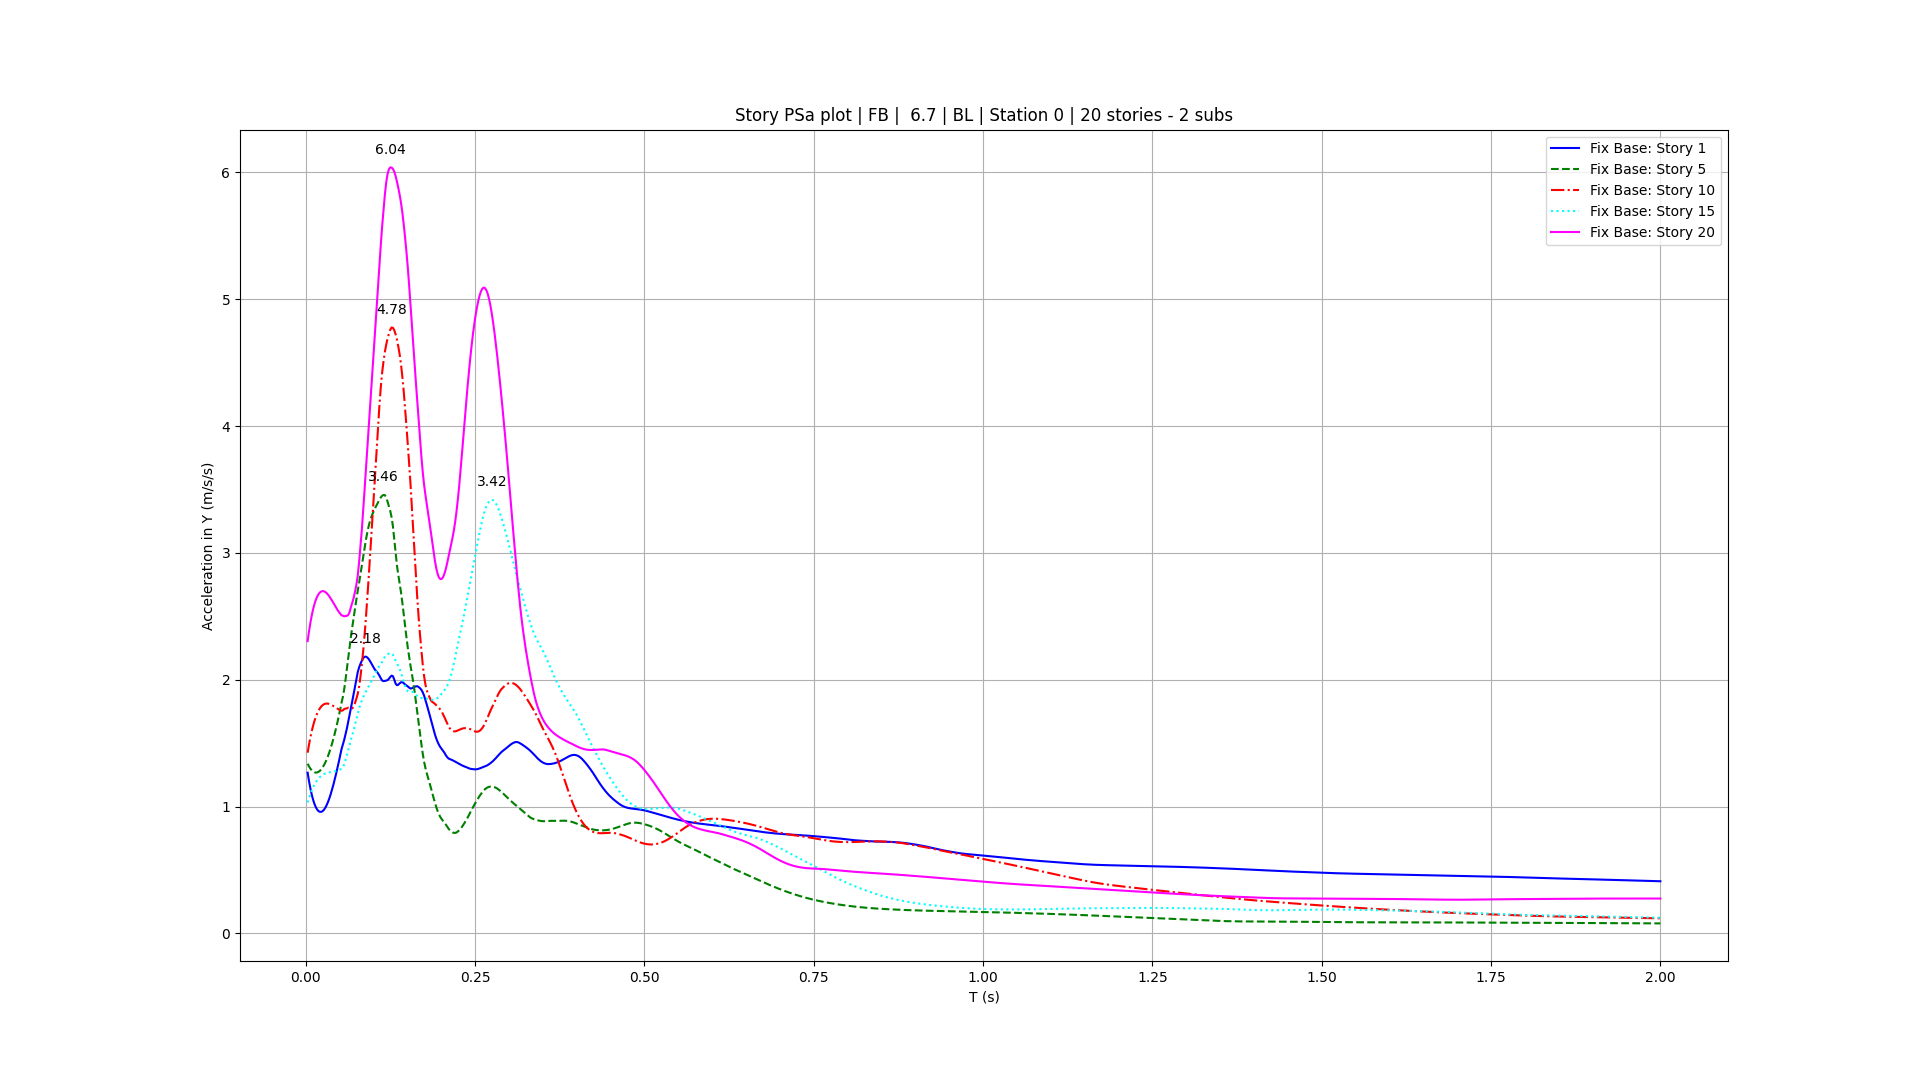 Story PSa plot | FB |  6.7 | BL | Station 0 | 20 stories - 2 subs
Fix Base: Story 1
Fix Base: Story 5
Fix Base: Story 10
Fix Base: Story 15
Fix Base: Story 20
6.04
4.78
3.46
3.42
2.18
Acceleration in Y (m/s/s)
6
5
4
3
2
1
0
0.00 0.25 0.50 0.75 1.00 1.25 1.50 1.75 2.00
T (s)